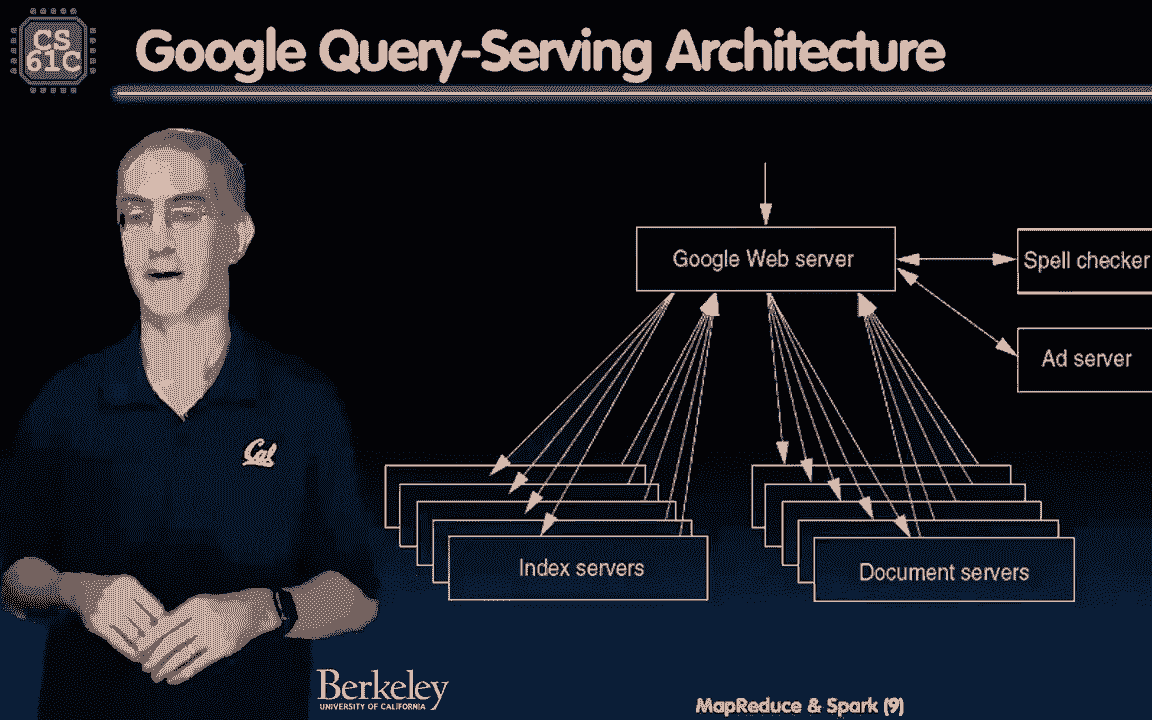 CS
61C
Google Query-Serving Architecture
Google Web server
Spell checker
Ad server
Cal
Index servers
Document servers
Berkeley
UNIVERSITY OF CALIFORNIA
MapReduce & Spark (9)